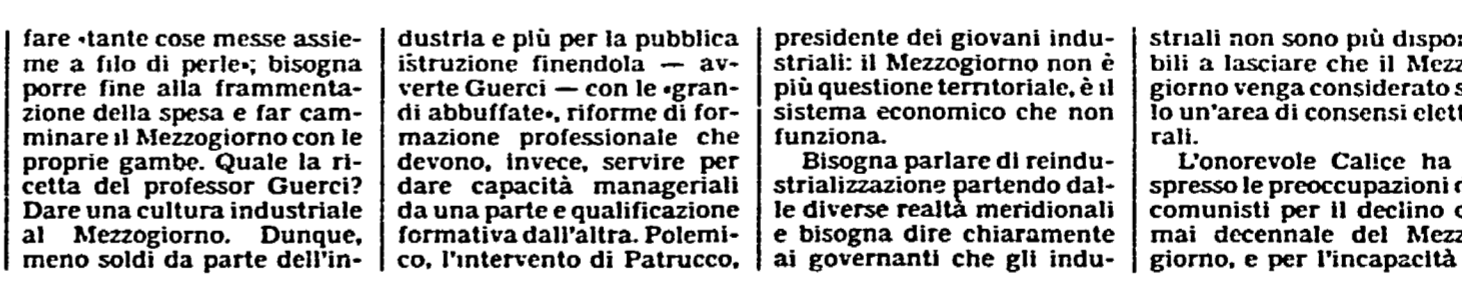 fare «tante cose messe assie-
me a filo di perle»; bisogna
porre fine alla frammenta-
zione della spesa e far cam-
minare il Mezzogiorno con le
proprie gambe. Quale la ri-
cetta del professor Guerci?
Dare una cultura industriale
al Mezzogiorno. Dunque,
meno soldi da parte dell'in-
dustria e più per la pubblica
istruzione finendola — av-
verte Guerci — con le «gran-
di abbuffate», riforme di for-
mazione professionale che
devono, invece, servire per
dare capacità manageriali
da una parte e qualificazione
formativa dall'altra. Polemi-
co, l'intervento di Patrucco,
presidente dei giovani indu-
striali: il Mezzogiorno non è
più questione territoriale, è il
sistema economico che non
funziona.
Bisogna parlare di reindu-
strializzazione partendo dal-
le diverse realtà meridionali
e bisogna dire chiaramente
ai governanti che gli indu-
striali non sono più dispo
bili a lasciare che il Mezz
giorno venga considerato s
lo un'area di consensi elett
rali.
L'onorevole Calice ha
spresso le preoccupazioni
comunisti per il declino
mai decennale del Mezz
giorno, e per l'incapacità